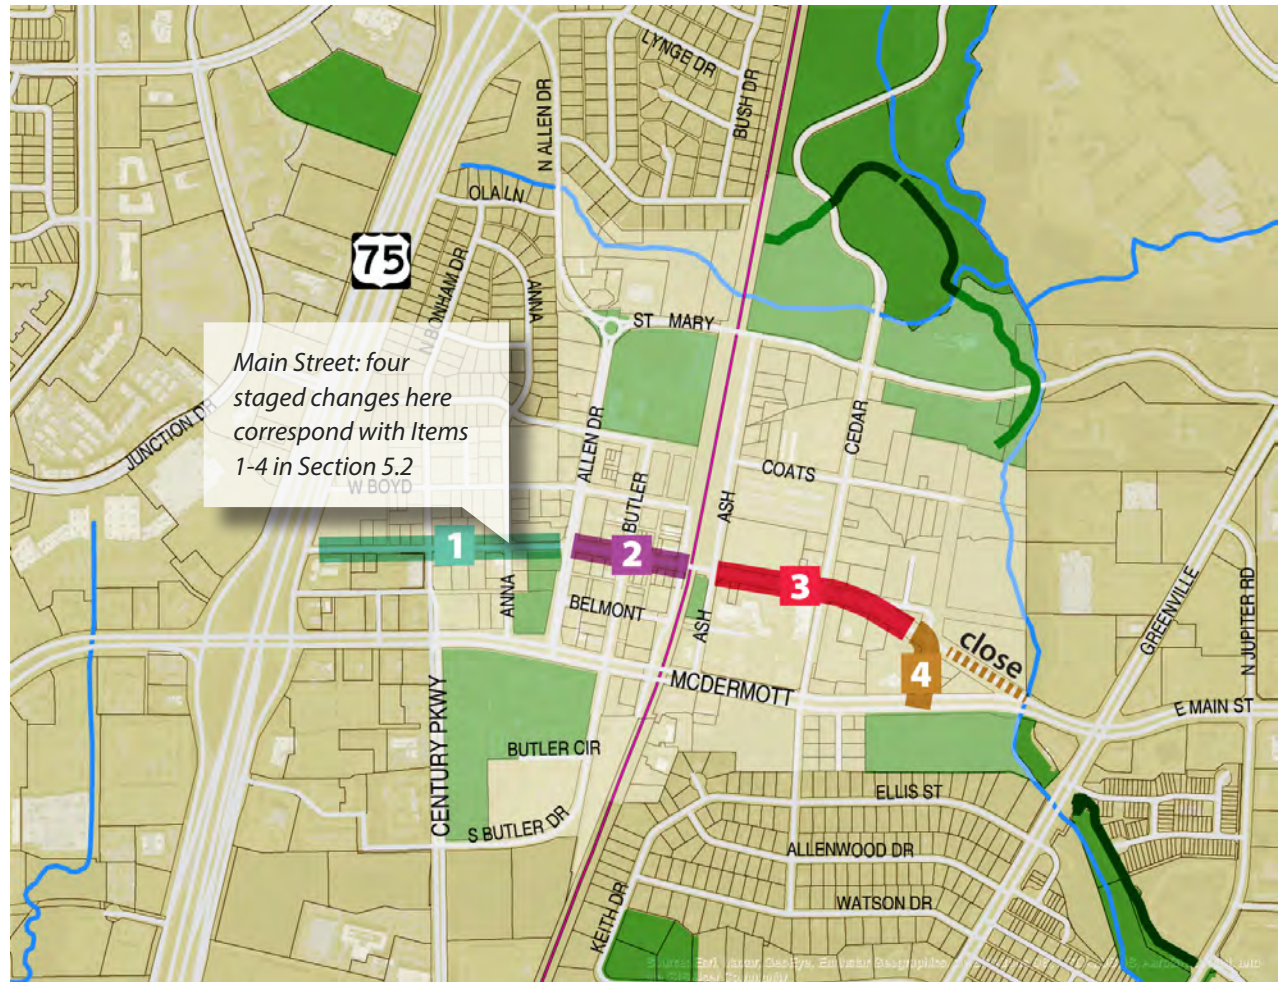 LYNGE DR
BUSH DR
N ALLEN DR
OLA LN
75
N BONHAM DR
ANNA
ST MARY
Main Street: four
staged changes here
correspond with Items
1-4 in Section 5.2
JUNCTION DR
W BOYD
ALLEN DR
BUTLER
CEDAR
COATS
ASH
1
2
3
4
close
ANNA
BELMONT
ASH
MCDERMOTT
GREENVILLE
N JUPITER RD
E MAIN ST
CENTURY PKWY
BUTLER CIR
S BUTLER DR
ELLIS ST
ALLENWOOD DR
WATSON DR
KEITH DR